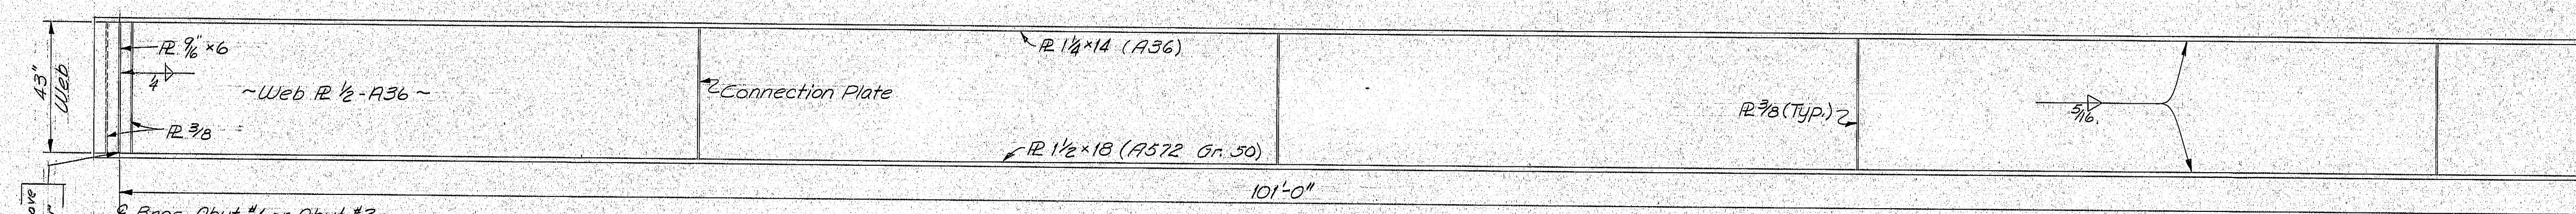 43"
Web
PL 9/16" × 6
1/4
~Web PL 1/2 - A36~
PL 3/8
Connection Plate
PL 1 1/4 × 14 (A36)
PL 1 1/2 × 18 (A572 Gr. 50)
PL 3/8 (Typ.)
5/16
101'-0"